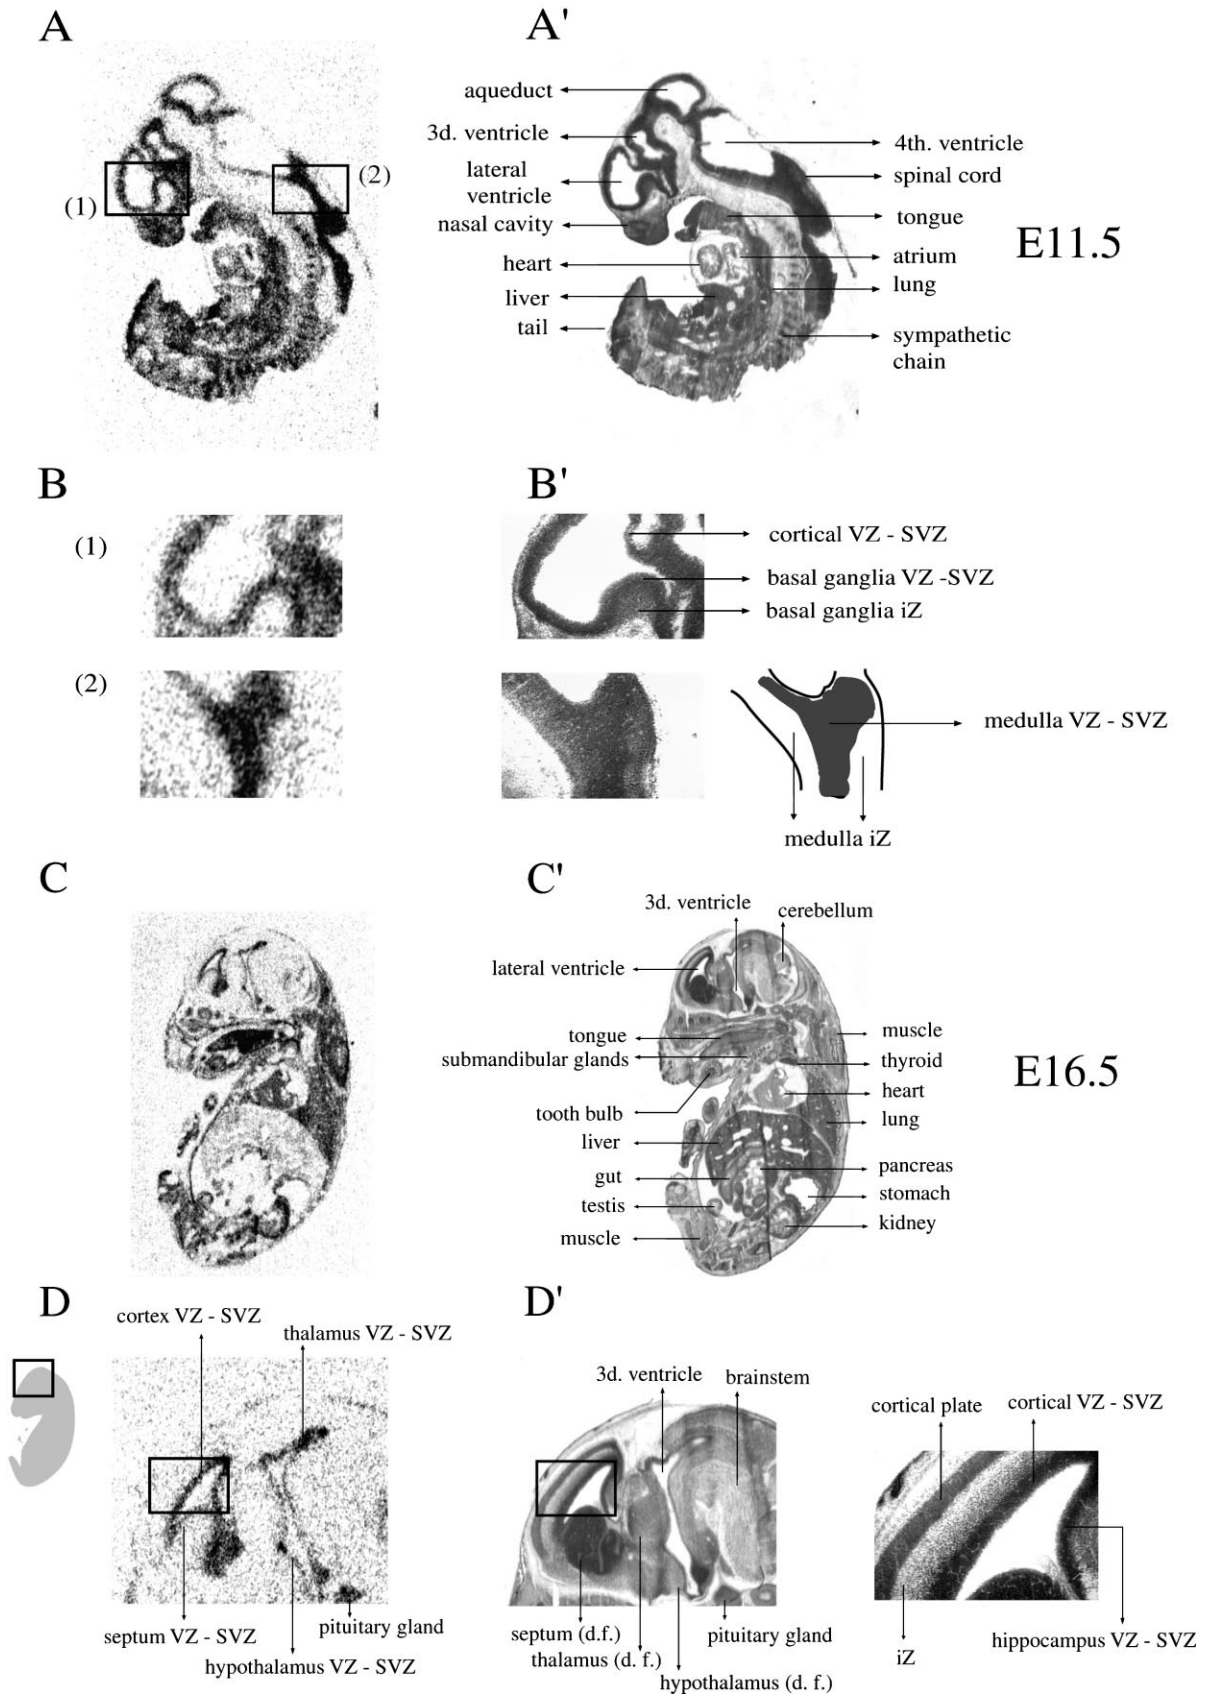 A
A'
aqueduct
3d. ventricle
lateral
ventricle
nasal cavity
heart
liver
tail
4th. ventricle
spinal cord
tongue
atrium
lung
sympathetic
chain
(1)
(2)
E11.5
B
B'
(1)
cortical VZ - SVZ
basal ganglia VZ -SVZ
basal ganglia iZ
(2)
medulla VZ - SVZ
medulla iZ
C
C'
3d. ventricle
cerebellum
lateral ventricle
tongue
submandibular glands
tooth bulb
liver
gut
testis
muscle
muscle
thyroid
heart
lung
pancreas
stomach
kidney
E16.5
D
D'
cortex VZ - SVZ
thalamus VZ - SVZ
septum VZ - SVZ
hypothalamus VZ - SVZ
pituitary gland
3d. ventricle
brainstem
septum (d.f.)
thalamus (d. f.)
hypothalamus (d. f.)
pituitary gland
cortical plate
cortical VZ - SVZ
iZ
hippocampus VZ - SVZ